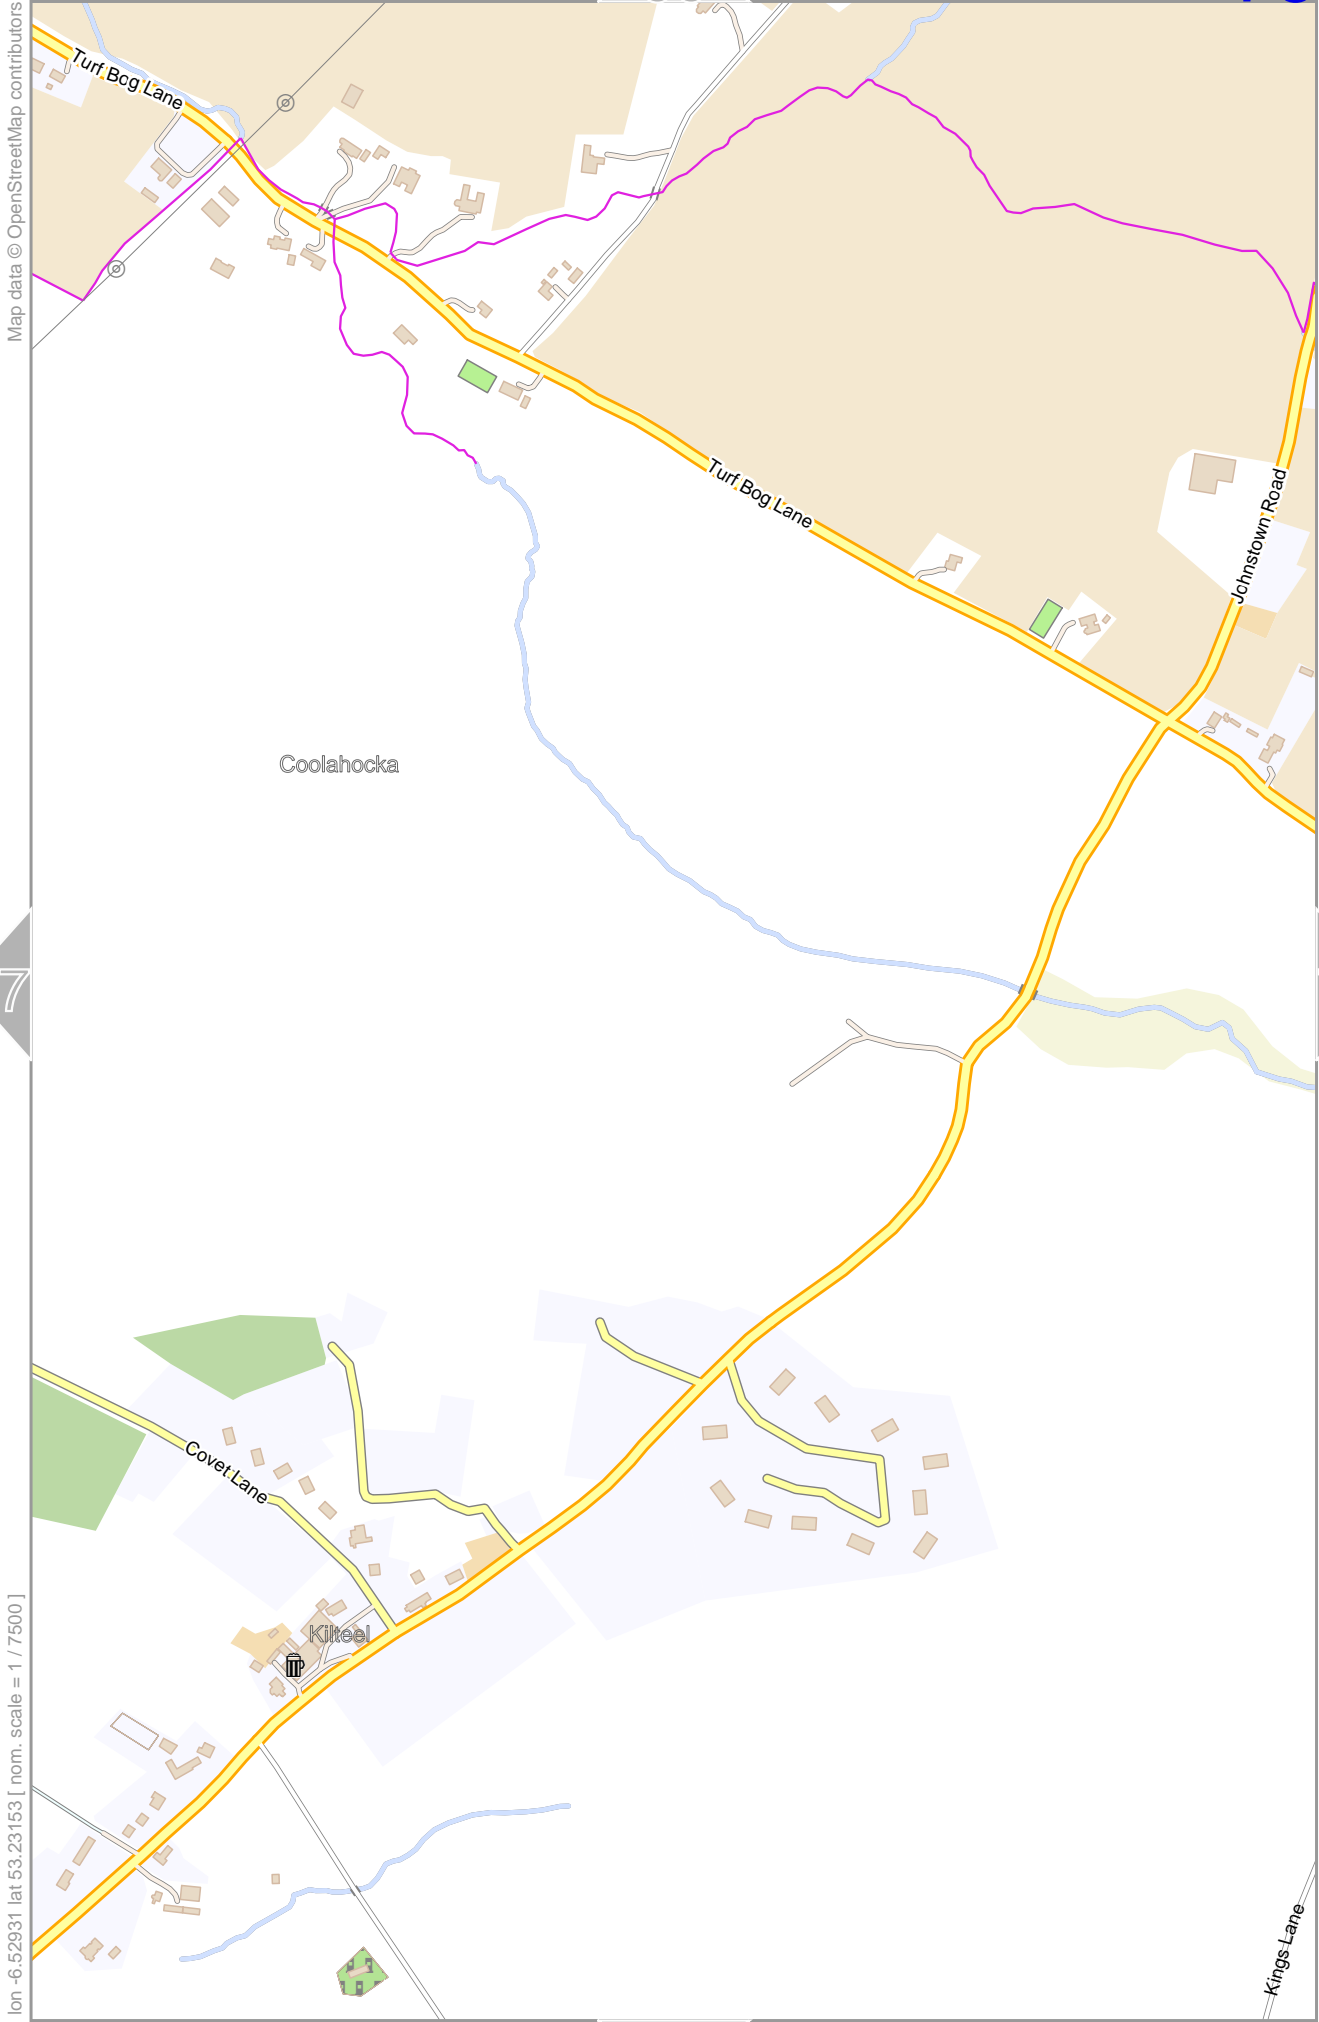 Map data © OpenStreetMap contributors
Turf Bog Lane
Turf Bog Lane
Johnstown Road
Coolahocka
7
Covet Lane
Kilteel
Kings Lane
lon -6.52931 lat 53.23153 [ nom. scale = 1 / 7500 ]